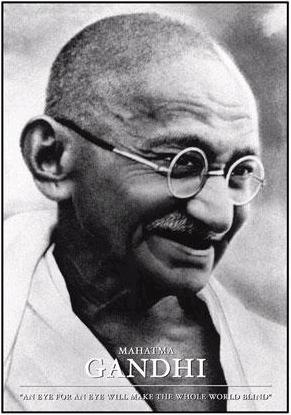 MAHATMA
GANDHI
"AN EYE FOR AN EYE WILL MAKE THE WHOLE WORLD BLIND"